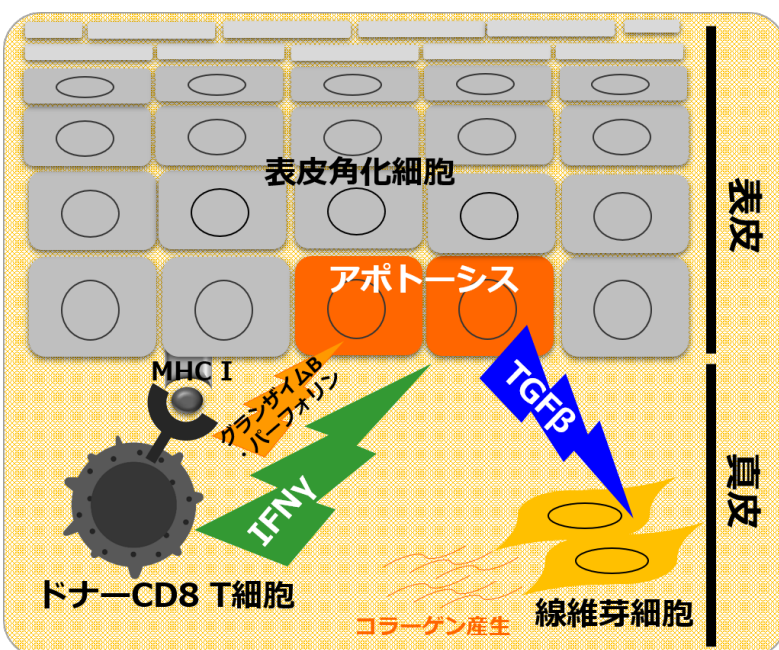 表皮角化細胞
表皮
アポトーシス
MHC I
グランザイムB
・パーフォリン
TGFβ
IFNγ
真皮
ドナーCD8 T細胞
コラーゲン産生
線維芽細胞